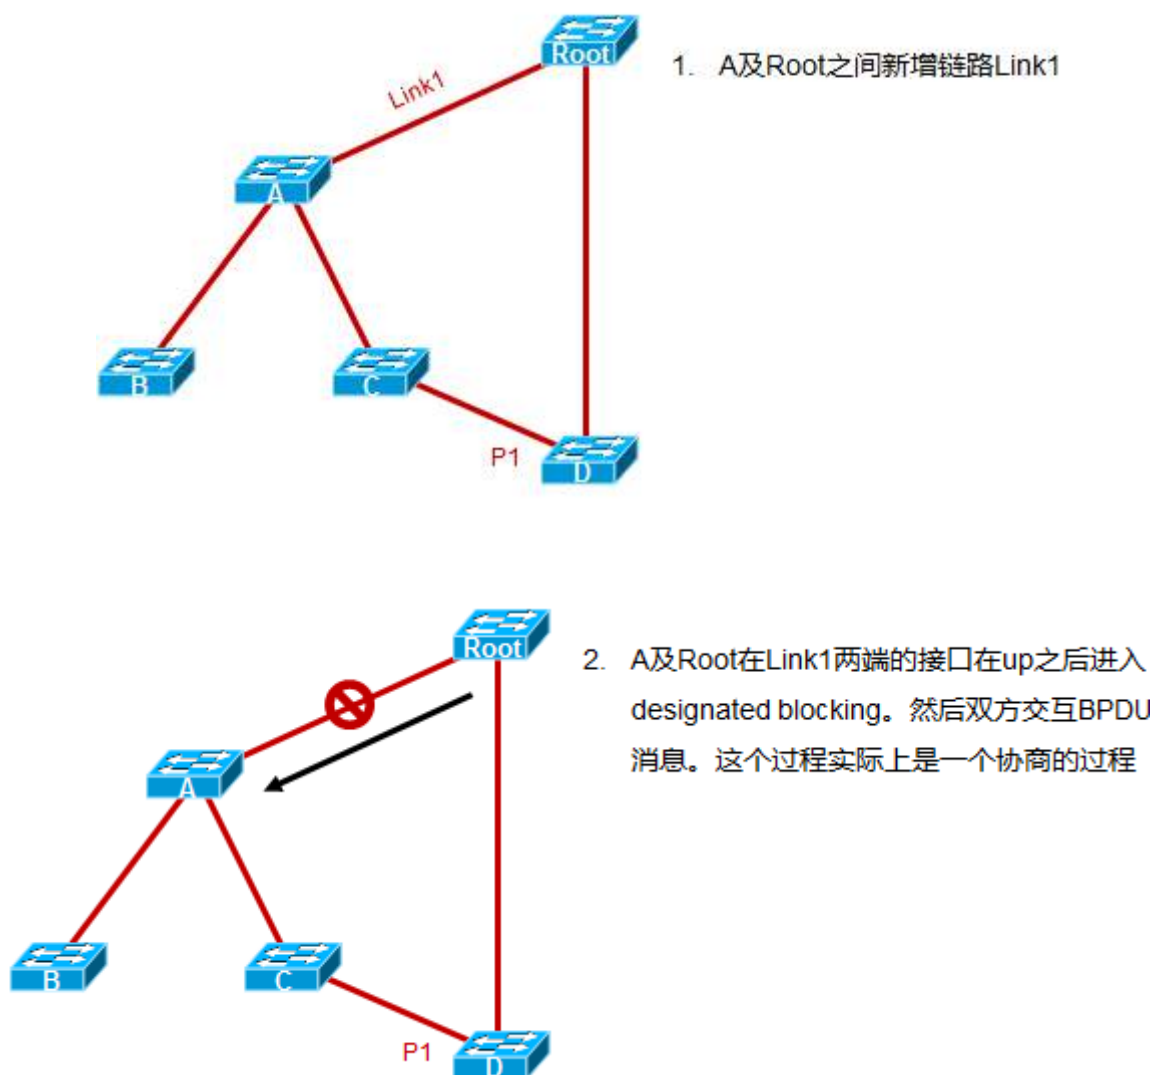 Root
1. A及Root之间新增链路Link1
Link1
A
B
C
P1
D
Root
2. A及Root在Link1两端的接口在up之后进入
designated blocking。然后双方交互BPDU
消息。这个过程实际上是一个协商的过程
A
B
C
P1
D